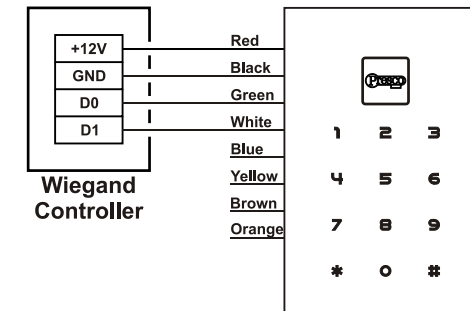 +12V
GND
D0
D1
Wiegand
Controller
Red
Black
Green
White
Blue
Yellow
Brown
Orange
Presco
1 2 3
4 5 6
7 8 9
* 0 #